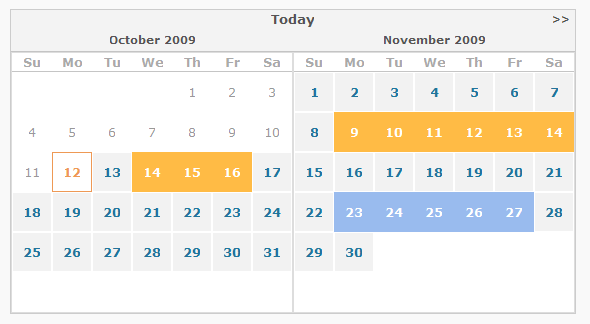 Today >>
October 2009
Su Mo Tu We Th Fr Sa
1 2 3
4 5 6 7 8 9 10
11 12 13 14 15 16 17
18 19 20 21 22 23 24
25 26 27 28 29 30 31
November 2009
Su Mo Tu We Th Fr Sa
1 2 3 4 5 6 7
8 9 10 11 12 13 14
15 16 17 18 19 20 21
22 23 24 25 26 27 28
29 30